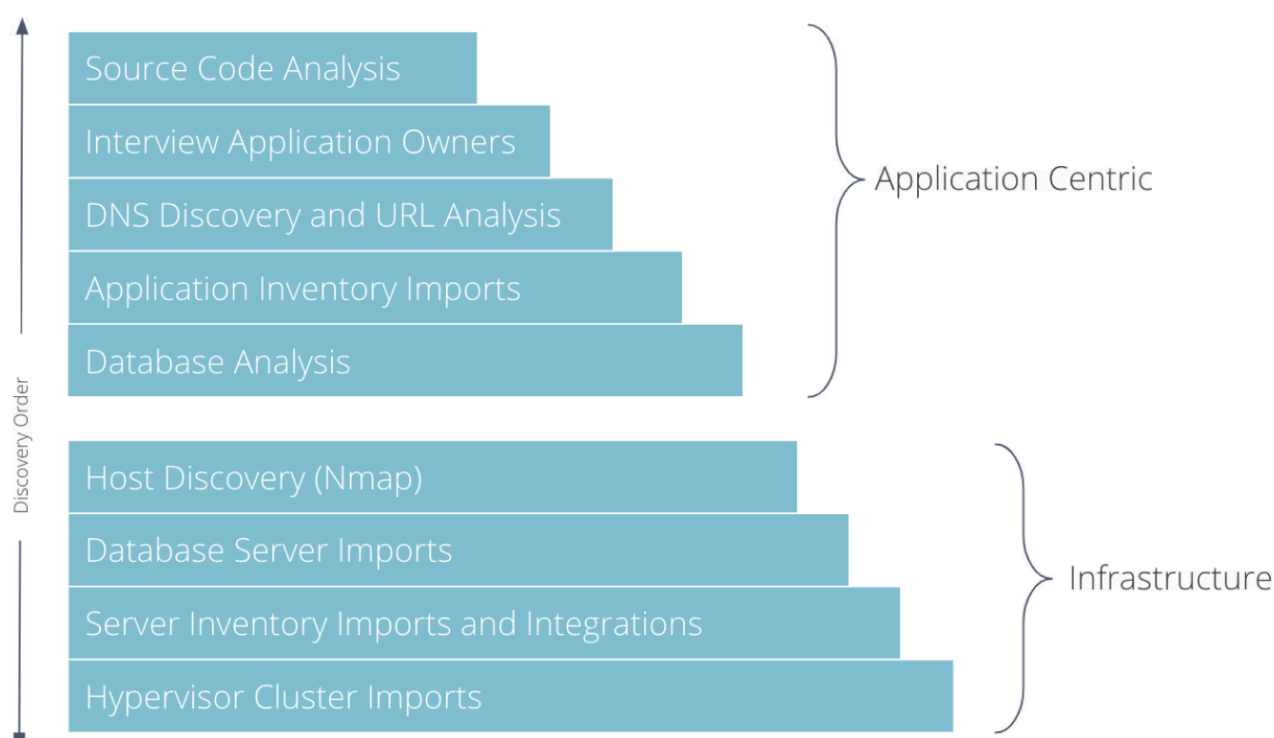 Source Code Analysis
Interview Application Owners
DNS Discovery and URL Analysis
Application Inventory Imports
Database Analysis
Application Centric
Discovery Order
Host Discovery (Nmap)
Database Server Imports
Server Inventory Imports and Integrations
Hypervisor Cluster Imports
Infrastructure